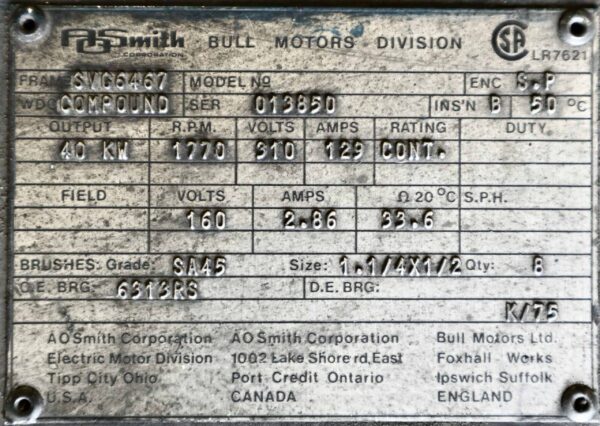 AOSmith CORPORATION BULL MOTORS DIVISION CSA LR7621
FRAME SVC6467 MODEL No ENC S.P
WDG COMPOUND SER 013850 INS'N B 50 °C
OUTPUT R.P.M. VOLTS AMPS RATING DUTY
40 KW 1770 310 129 CONT.
FIELD VOLTS AMPS Ω 20°C S.P.H.
160 2.86 33.6
BRUSHES: Grade: SA45 Size: 1.1/4X1/2 Qty: 8
C.E. BRG: 6313RS D.E. BRG:
K/75
AOSmith Corporation AOSmith Corporation Bull Motors Ltd.
Electric Motor Division 1002 Lake Shore rd, East Foxhall Works
Tipp City Ohio Port Credit Ontario Ipswich Suffolk
U.S.A. CANADA ENGLAND